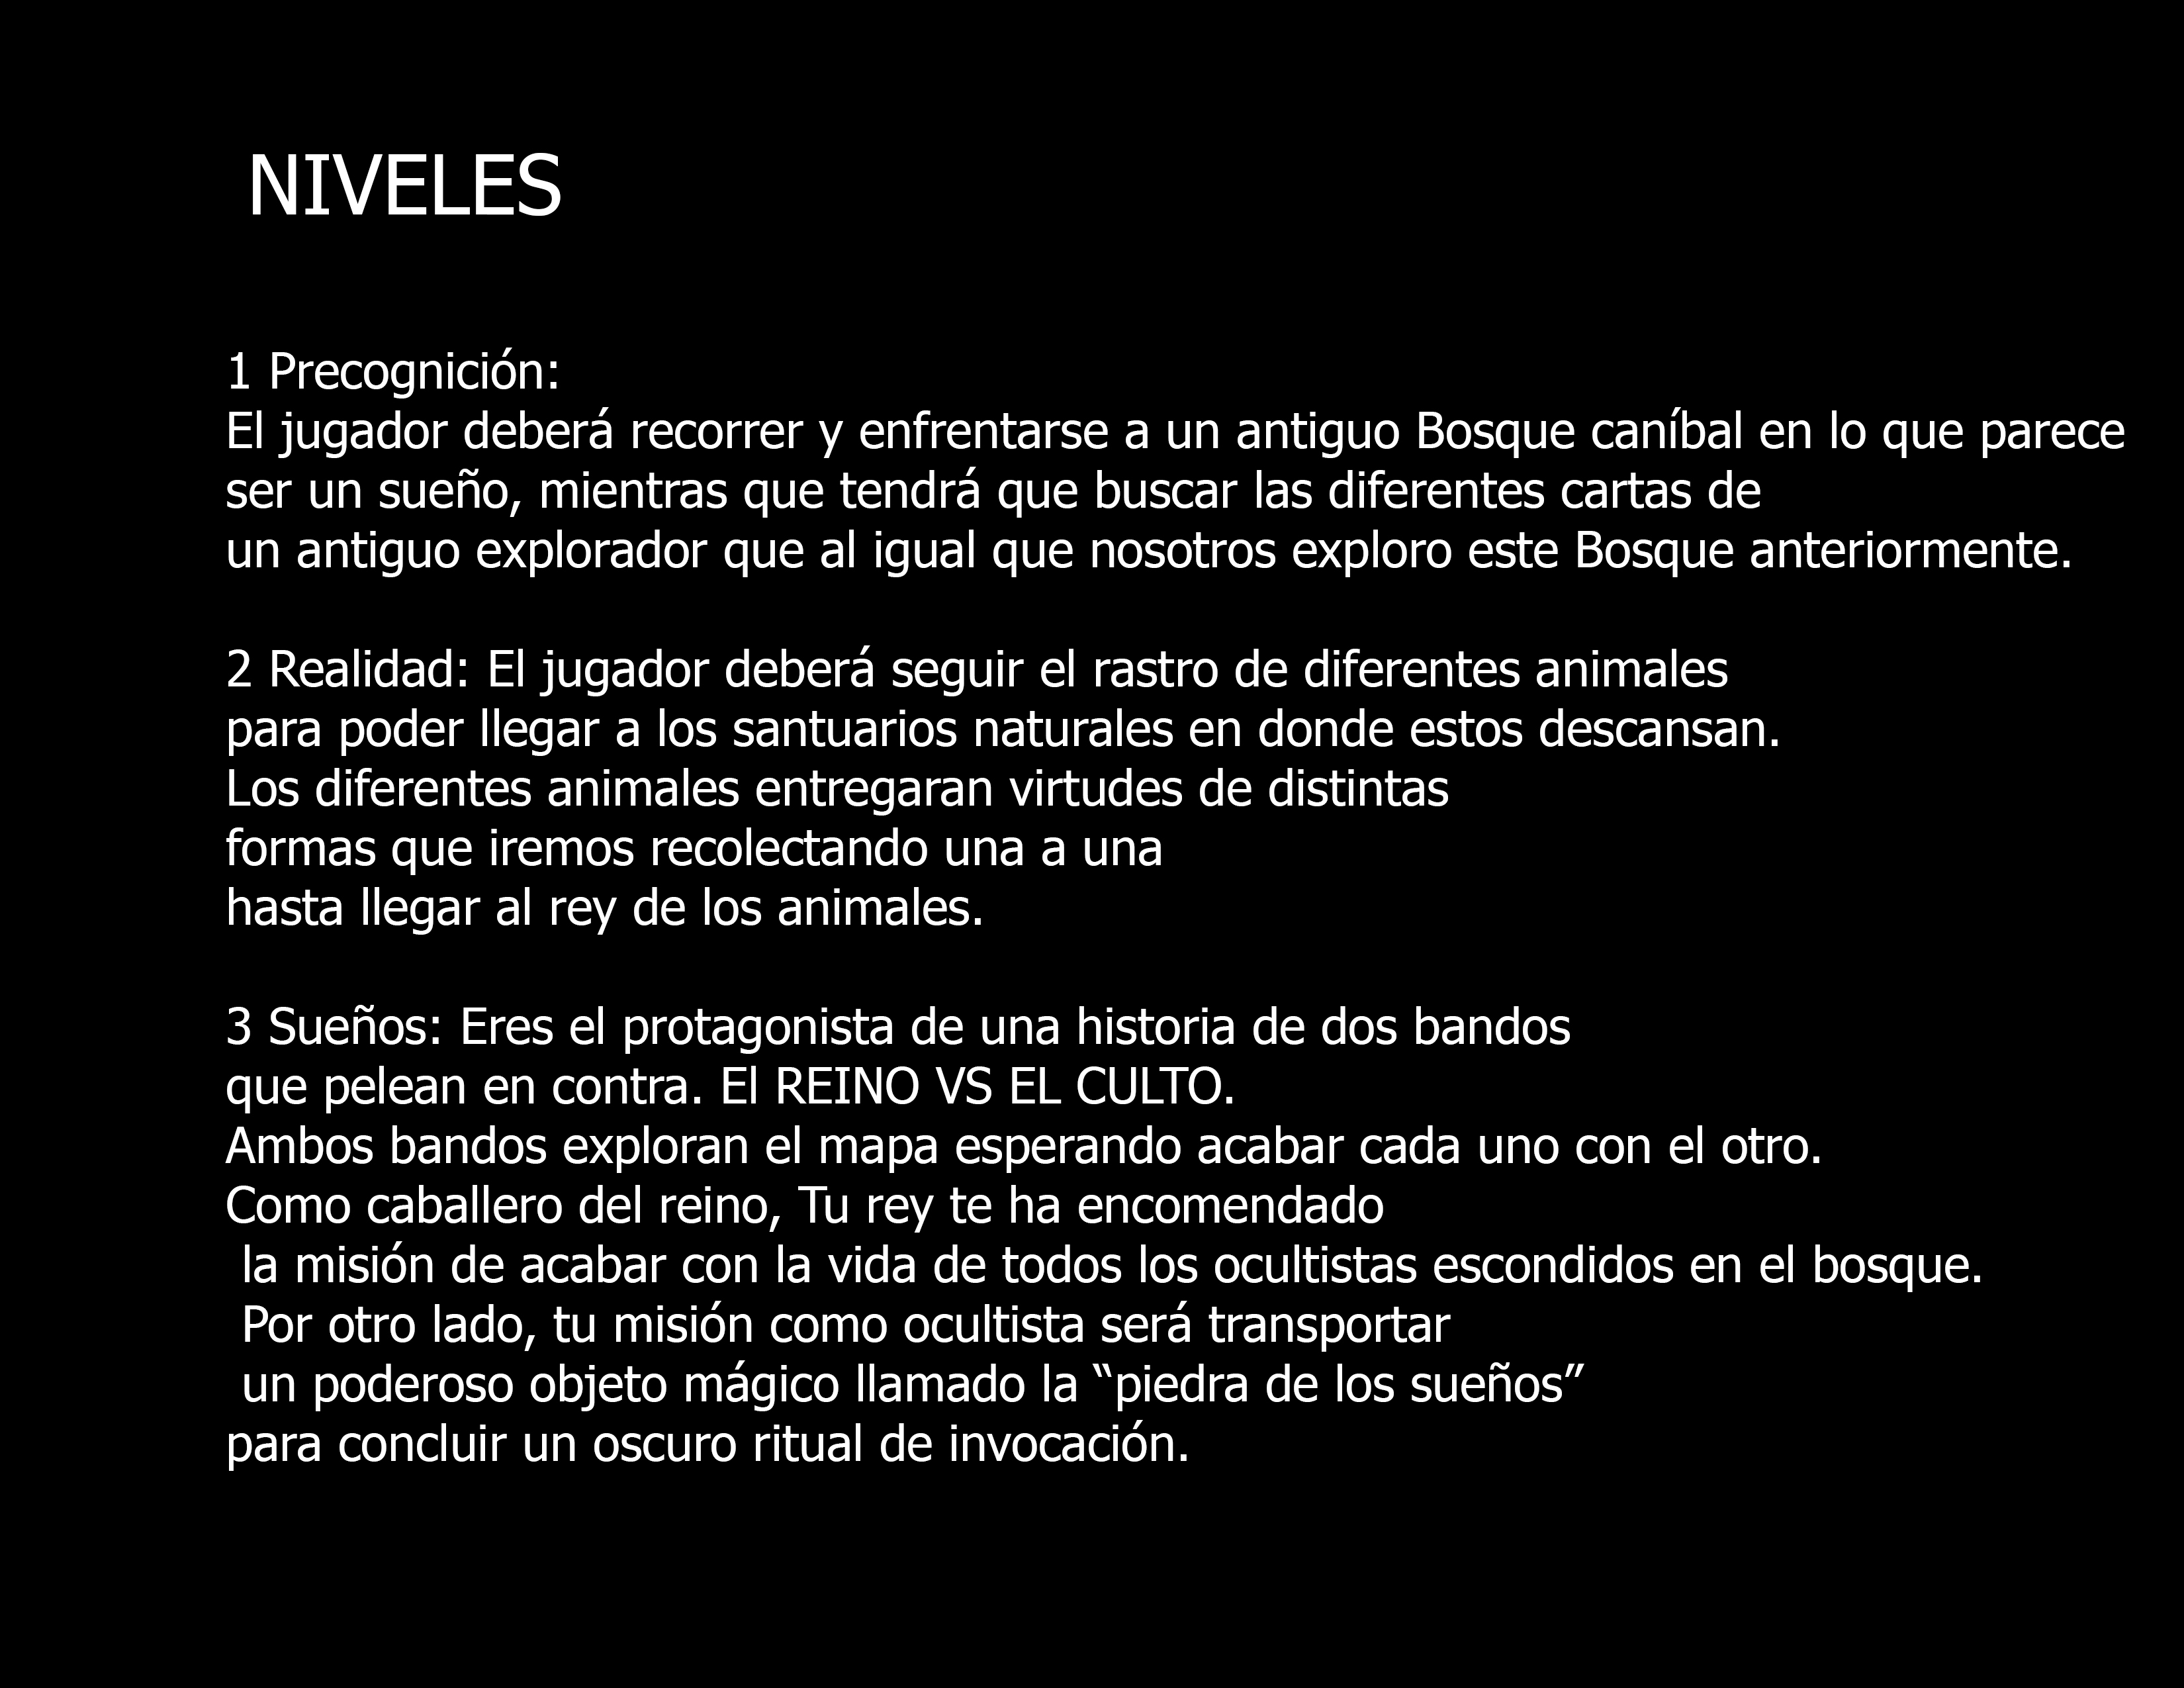 NIVELES
1 Precognición:
El jugador deberá recorrer y enfrentarse a un antiguo Bosque caníbal en lo que parece
ser un sueño, mientras que tendrá que buscar las diferentes cartas de
un antiguo explorador que al igual que nosotros exploro este Bosque anteriormente.
2 Realidad: El jugador deberá seguir el rastro de diferentes animales
para poder llegar a los santuarios naturales en donde estos descansan.
Los diferentes animales entregaran virtudes de distintas
formas que iremos recolectando una a una
hasta llegar al rey de los animales.
3 Sueños: Eres el protagonista de una historia de dos bandos
que pelean en contra. El REINO VS EL CULTO.
Ambos bandos exploran el mapa esperando acabar cada uno con el otro.
Como caballero del reino, Tu rey te ha encomendado
la misión de acabar con la vida de todos los ocultistas escondidos en el bosque.
Por otro lado, tu misión como ocultista será transportar
un poderoso objeto mágico llamado la “piedra de los sueños”
para concluir un oscuro ritual de invocación.